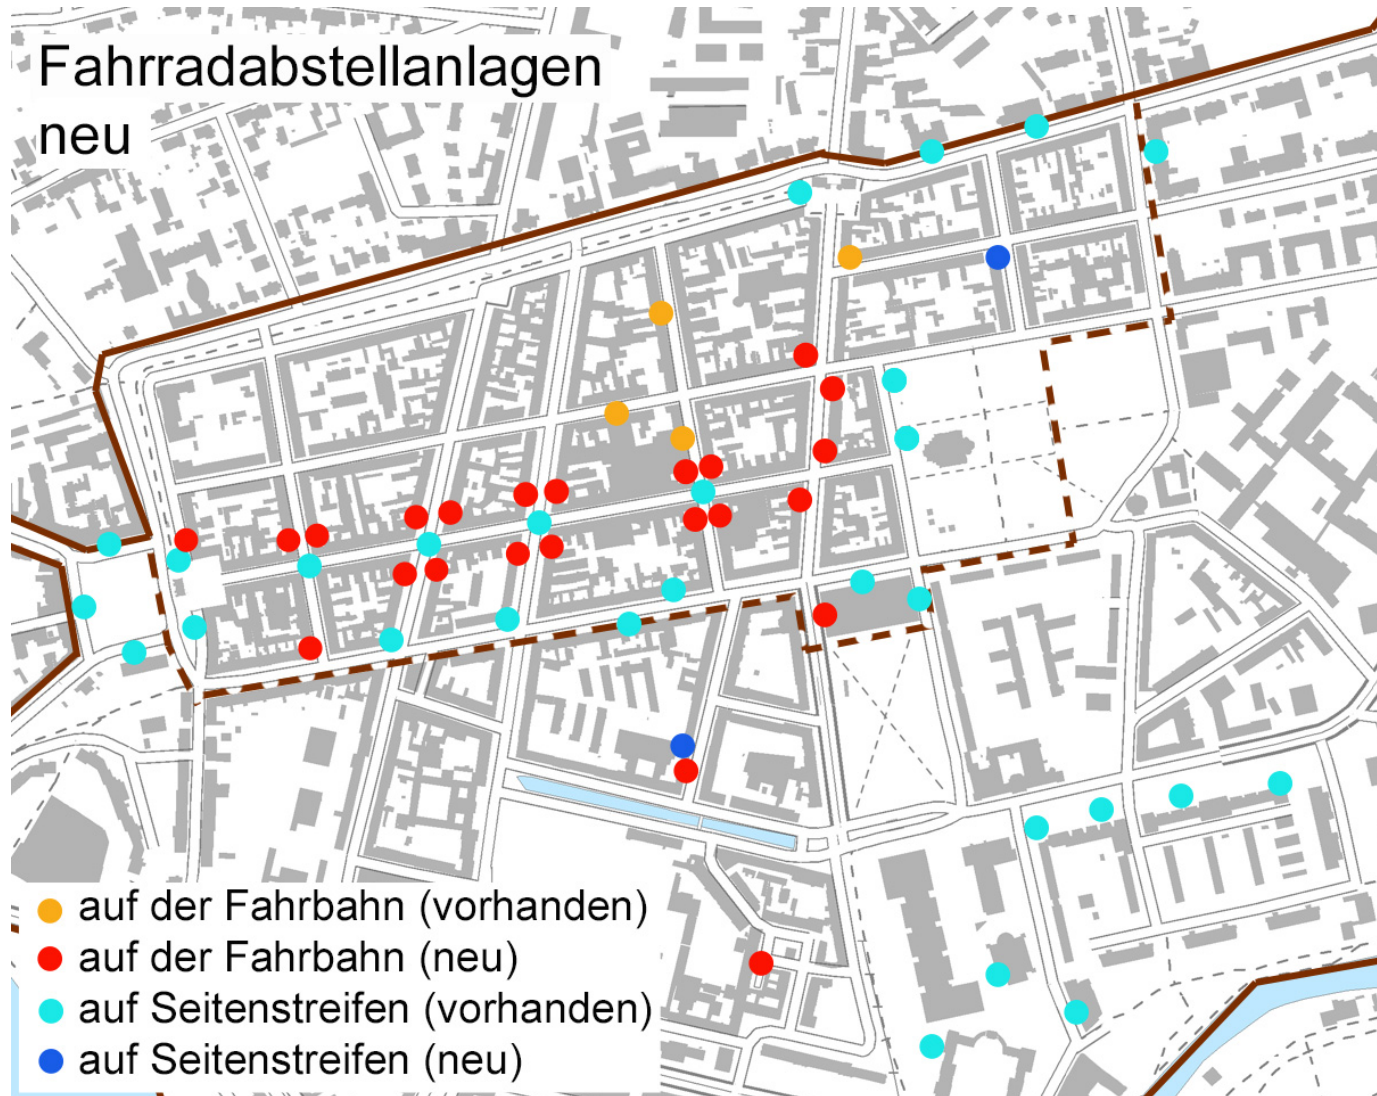 Fahrradabstellanlagen
neu
auf der Fahrbahn (vorhanden)
auf der Fahrbahn (neu)
auf Seitenstreifen (vorhanden)
auf Seitenstreifen (neu)